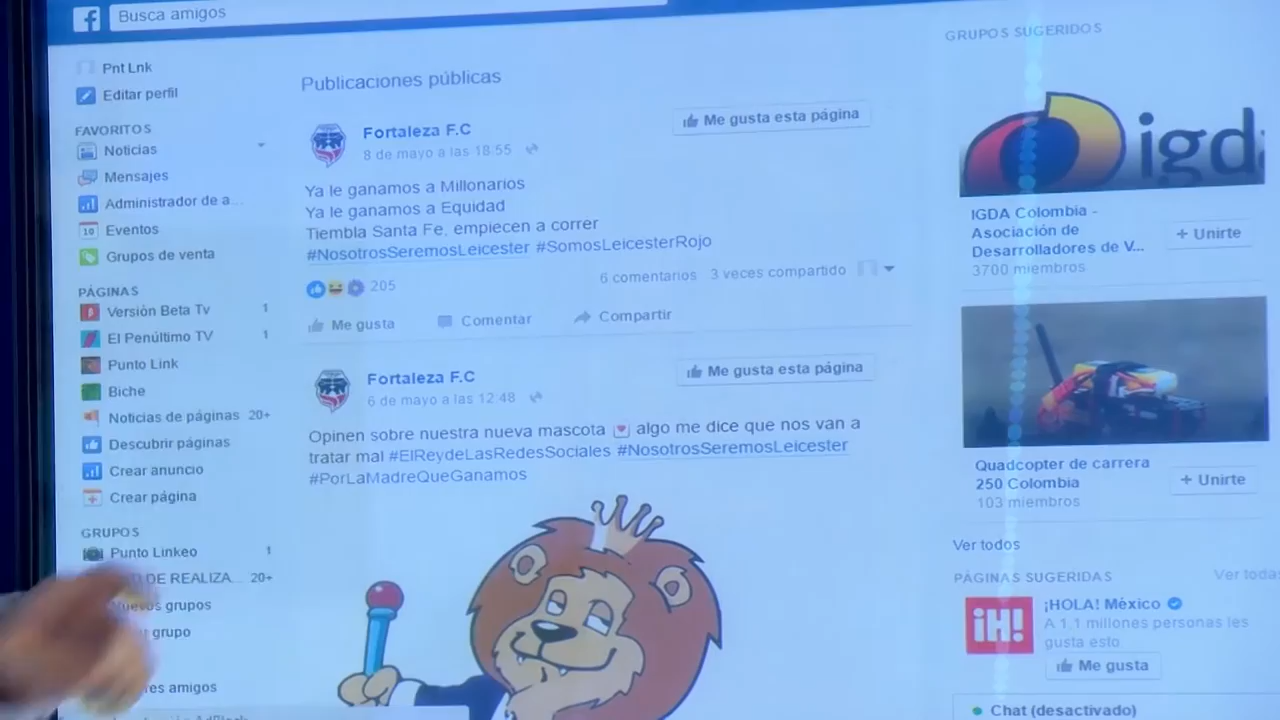 Busca amigos
Pnt Lnk
Editar perfil
FAVORITOS
Noticias
Mensajes
Administrador de a...
Eventos
Grupos de venta
PÁGINAS
Versión Beta Tv 1
El Penúltimo TV 1
Punto Link
Biche
Noticias de páginas 20+
Descubrir páginas
Crear anuncio
Crear página
GRUPOS
Punto Linkeo 1
DE REALIZA... 20+
Nuevos grupos
grupo
amigos
Publicaciones públicas
Fortaleza F.C
8 de mayo a las 18:55
Me gusta esta página
Ya le ganamos a Millonarios
Ya le ganamos a Equidad
Tiembla Santa Fe, empiecen a correr
#NosotrosSeremosLeicester #SomosLeicesterRojo
205
6 comentarios 3 veces compartido
Me gusta Comentar Compartir
Fortaleza F.C
6 de mayo a las 12:48
Me gusta esta página
Opinen sobre nuestra nueva mascota algo me dice que nos van a
tratar mal #ElReydeLasRedesSociales #NosotrosSeremosLeicester
#PorLaMadreQueGanamos
GRUPOS SUGERIDOS
igda
IGDA Colombia -
Asociación de
Desarrolladores de V...
3700 miembros
+ Unirte
Quadcopter de carrera
250 Colombia
103 miembros
+ Unirte
Ver todos
PÁGINAS SUGERIDAS Ver todas
iH!
¡HOLA! México
A 1,1 millones personas les
gusta esto.
Me gusta
Chat (desactivado)